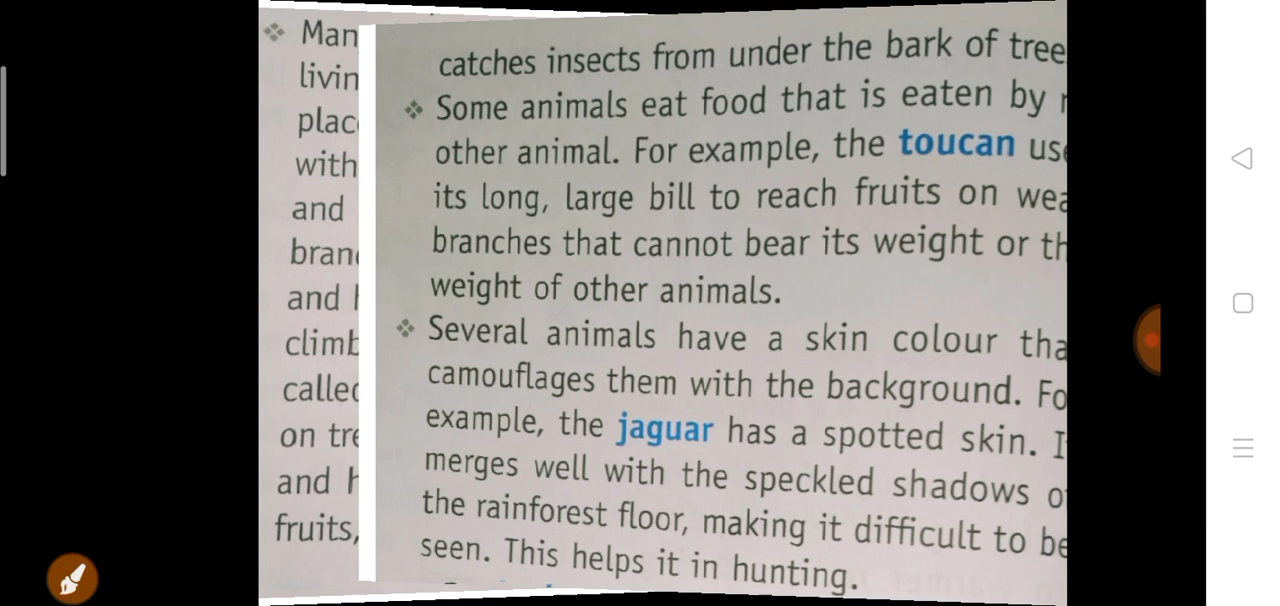 Man
livin
plac
with
and
bran
and
climb
called
on tre
and h
fruits,
catches insects from under the bark of tree
Some animals eat food that is eaten by
other animal. For example, the toucan use
its long, large bill to reach fruits on wea
branches that cannot bear its weight or th
weight of other animals.
Several animals have a skin colour tha
camouflages them with the background. Fo
example, the jaguar has a spotted skin. I
merges well with the speckled shadows o
the rainforest floor, making it difficult to be
seen. This helps it in hunting.